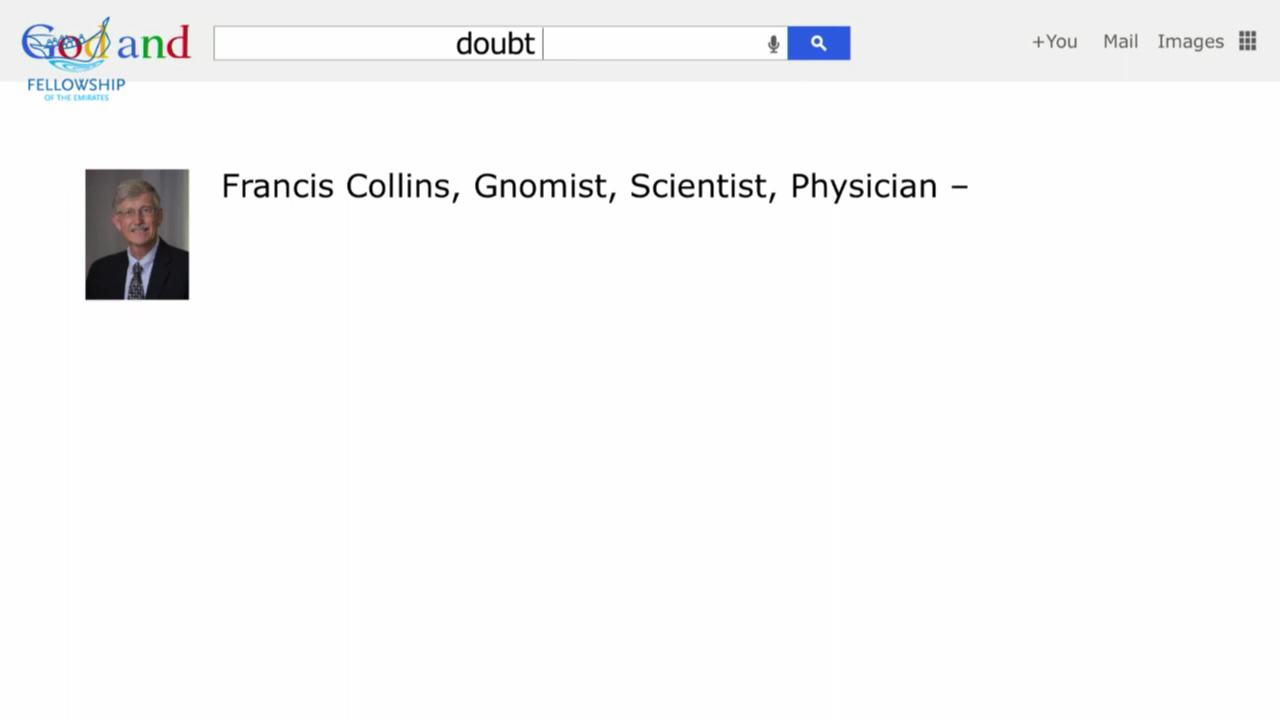 God and
doubt
+You Mail Images
FELLOWSHIP
OF THE EMIRATES
Francis Collins, Gnomist, Scientist, Physician –